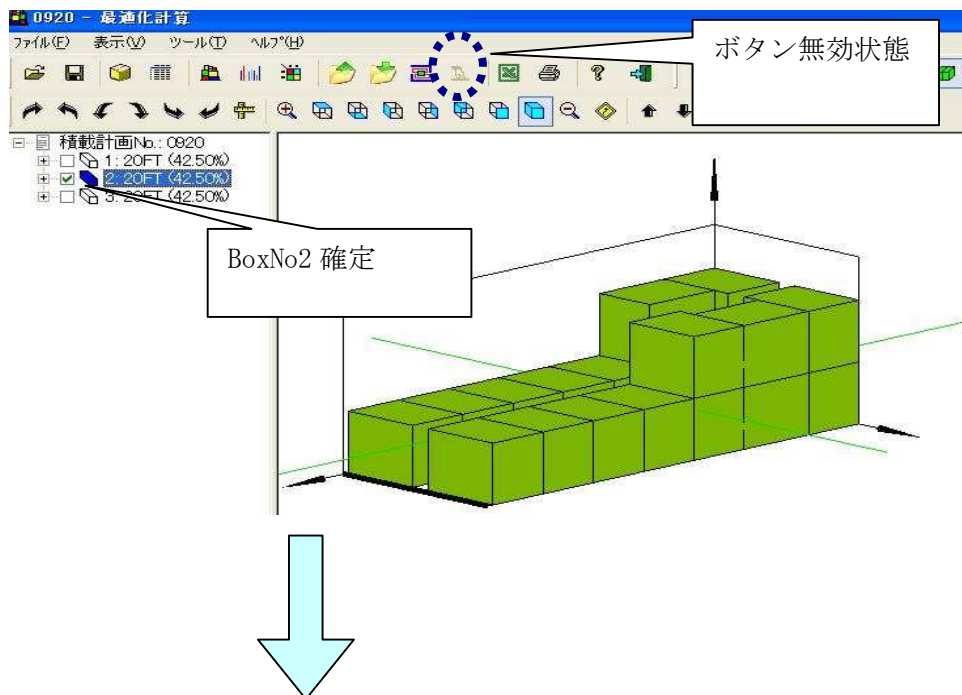 0920 - 最適化計算
ファイル(F) 表示(V) ツール(T) ヘルプ(H)
ボタン無効状態
積載計画No.: 0920
1: 20FT (42.50%)
2: 20FT (42.50%)
3: 20FT (42.50%)
BoxNo2 確定